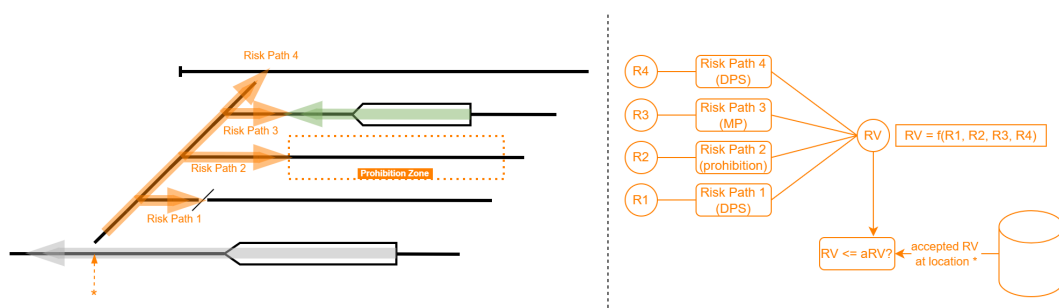 Risk Path 4
Risk Path 3
Risk Path 2
Prohibition Zone
Risk Path 1
*
R4
Risk Path 4
(DPS)
R3
Risk Path 3
(MP)
R2
Risk Path 2
(prohibition)
R1
Risk Path 1
(DPS)
RV
RV = f(R1, R2, R3, R4)
RV <= aRV?
accepted RV
at location *